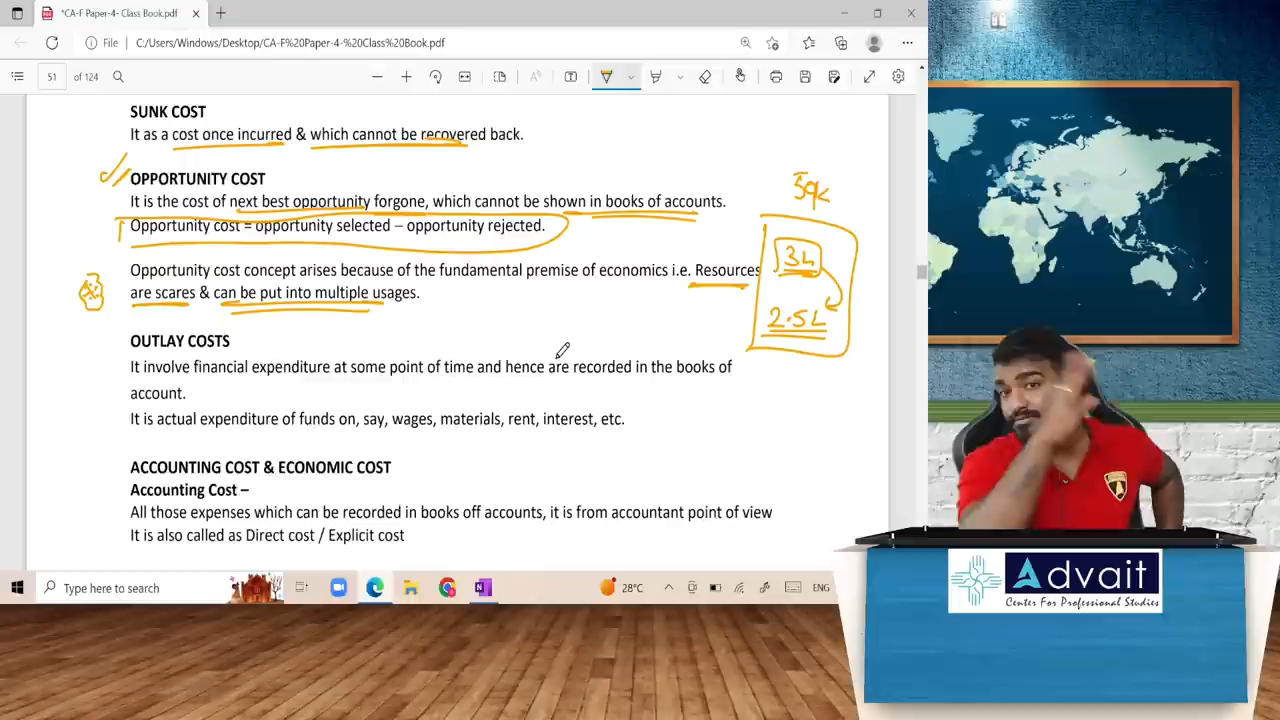 *CA-F Paper-4- Class Book.pdf
File C:/Users/Windows/Desktop/CA-F%20Paper-4-%20Class%20Book.pdf
51 of 124
SUNK COST
It as a cost once incurred & which cannot be recovered back.
OPPORTUNITY COST
It is the cost of next best opportunity forgone, which cannot be shown in books of accounts.
Opportunity cost = opportunity selected – opportunity rejected.
Opportunity cost concept arises because of the fundamental premise of economics i.e. Resources
are scares & can be put into multiple usages.
3L
2.5L
OUTLAY COSTS
It involve financial expenditure at some point of time and hence are recorded in the books of
account.
It is actual expenditure of funds on, say, wages, materials, rent, interest, etc.
ACCOUNTING COST & ECONOMIC COST
Accounting Cost –
All those expenses which can be recorded in books off accounts, it is from accountant point of view
It is also called as Direct cost / Explicit cost
Type here to search
28°C
ENG
Advait
Center For Professional Studies